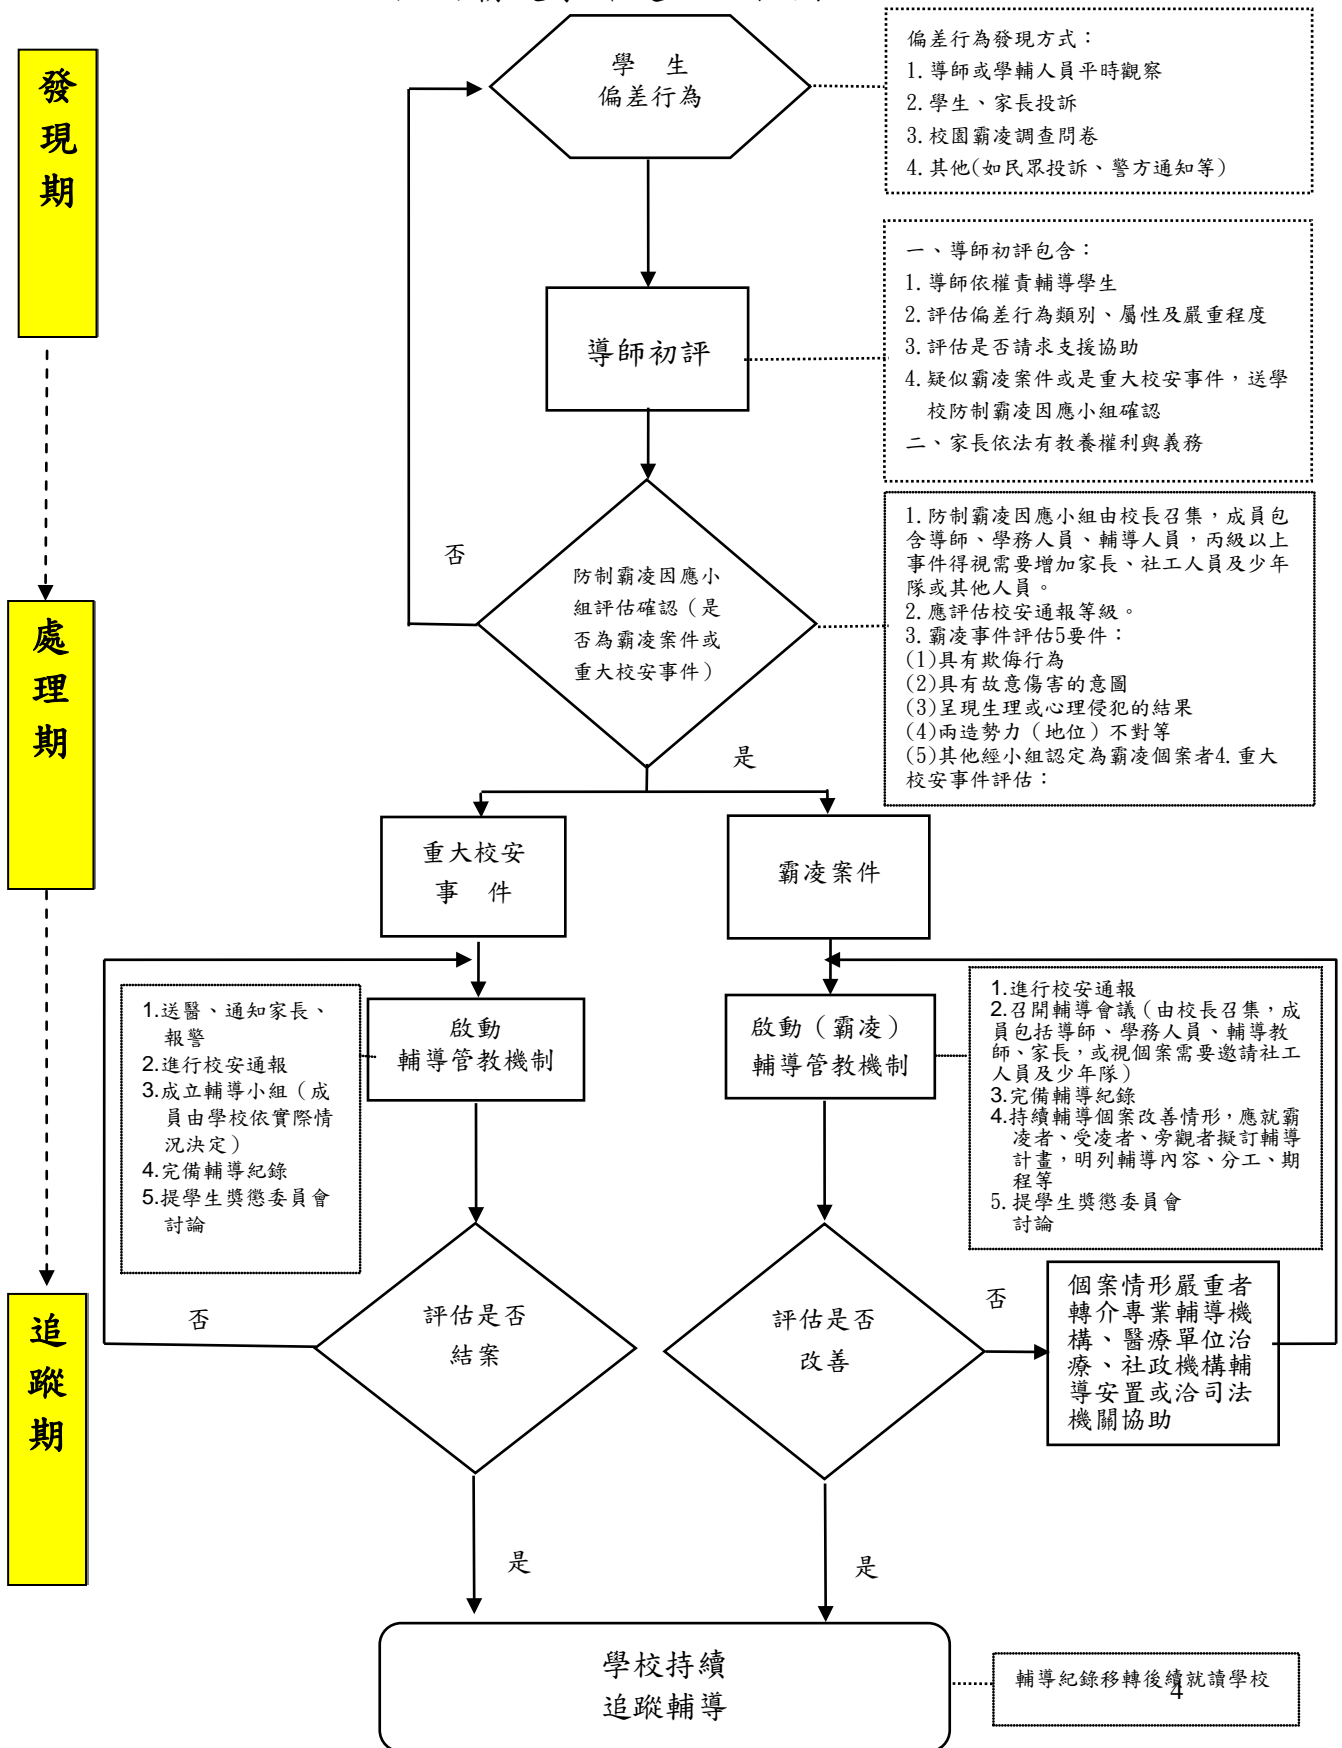 發
現
期
學 生
偏差行為
偏差行為發現方式：
1.導師或學輔人員平時觀察
2.學生、家長投訴
3.校園霸凌調查問卷
4.其他(如民眾投訴、警方通知等)
導師初評
一、導師初評包含：
1.導師依權責輔導學生
2.評估偏差行為類別、屬性及嚴重程度
3.評估是否請求支援協助
4.疑似霸凌案件或是重大校安事件，送學
校防制霸凌因應小組確認
二、家長依法有教養權利與義務
處
理
期
否
防制霸凌因應小
組評估確認（是
否為霸凌案件或
重大校安事件）
是
1.防制霸凌因應小組由校長召集，成員包
含導師、學務人員、輔導人員，丙級以上
事件得視需要增加家長、社工人員及少年
隊或其他人員。
2.應評估校安通報等級。
3.霸凌事件評估5要件：
(1)具有欺侮行為
(2)具有故意傷害的意圖
(3)呈現生理或心理侵犯的結果
(4)兩造勢力（地位）不對等
(5)其他經小組認定為霸凌個案者4.重大
校安事件評估：
重大校安
事 件
霸凌案件
1.送醫、通知家長、
報警
2.進行校安通報
3.成立輔導小組（成
員由學校依實際情
況決定）
4.完備輔導紀錄
5.提學生獎懲委員會
討論
啟動
輔導管教機制
啟動（霸凌）
輔導管教機制
1.進行校安通報
2.召開輔導會議（由校長召集，成
員包括導師、學務人員、輔導教
師、家長，或視個案需要邀請社工
人員及少年隊）
3.完備輔導紀錄
4.持續輔導個案改善情形，應就霸
凌者、受凌者、旁觀者擬訂輔導
計畫，明列輔導內容、分工、期
程等
5.提學生獎懲委員會
討論
追
蹤
期
否
評估是否
結案
評估是否
改善
否
個案情形嚴重者
轉介專業輔導機
構、醫療單位治
療、社政機構輔
導安置或洽司法
機關協助
是
是
學校持續
追蹤輔導
輔導紀錄移轉後續就讀學校
4